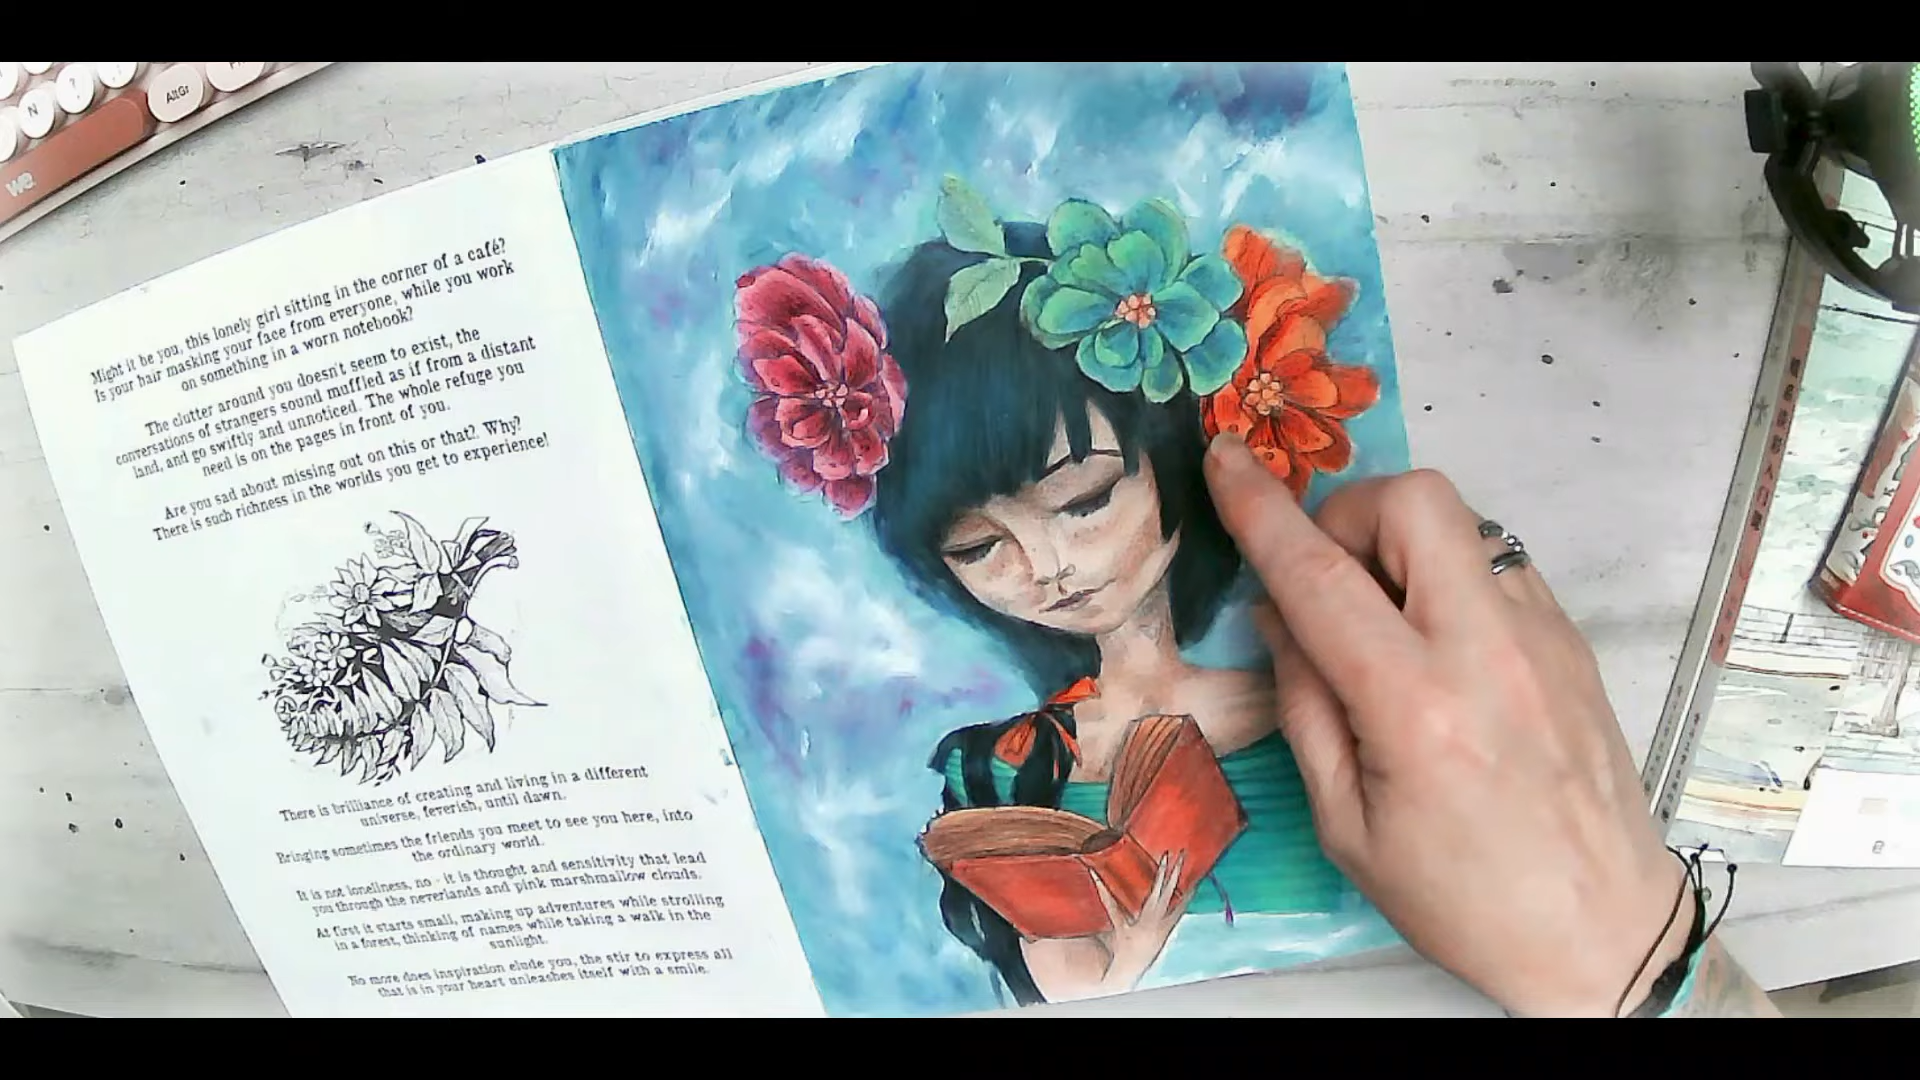 N
?
AltGr
we
Might it be you, this lonely girl sitting in the corner of a café?
Is your hair masking your face from everyone, while you work
on something in a worn notebook?
The clutter around you doesn't seem to exist, the
conversations of strangers sound muffled as if from a distant
land, and go swiftly and unnoticed. The whole refuge you
need is on the pages in front of you.
Are you sad about missing out on this or that? Why?
There is such richness in the worlds you get to experience!
There is brilliance of creating and living in a different
universe, feverish, until dawn.
Bringing sometimes the friends you meet to see you here, into
the ordinary world.
It is not loneliness, no - it is thought and sensitivity that lead
you through the neverlands and pink marshmallow clouds.
At first it starts small, making up adventures while strolling
in a forest, thinking of names while taking a walk in the
sunlight.
No more does inspiration elude you, the stir to express all
that is in your heart unleashes itself with a smile.